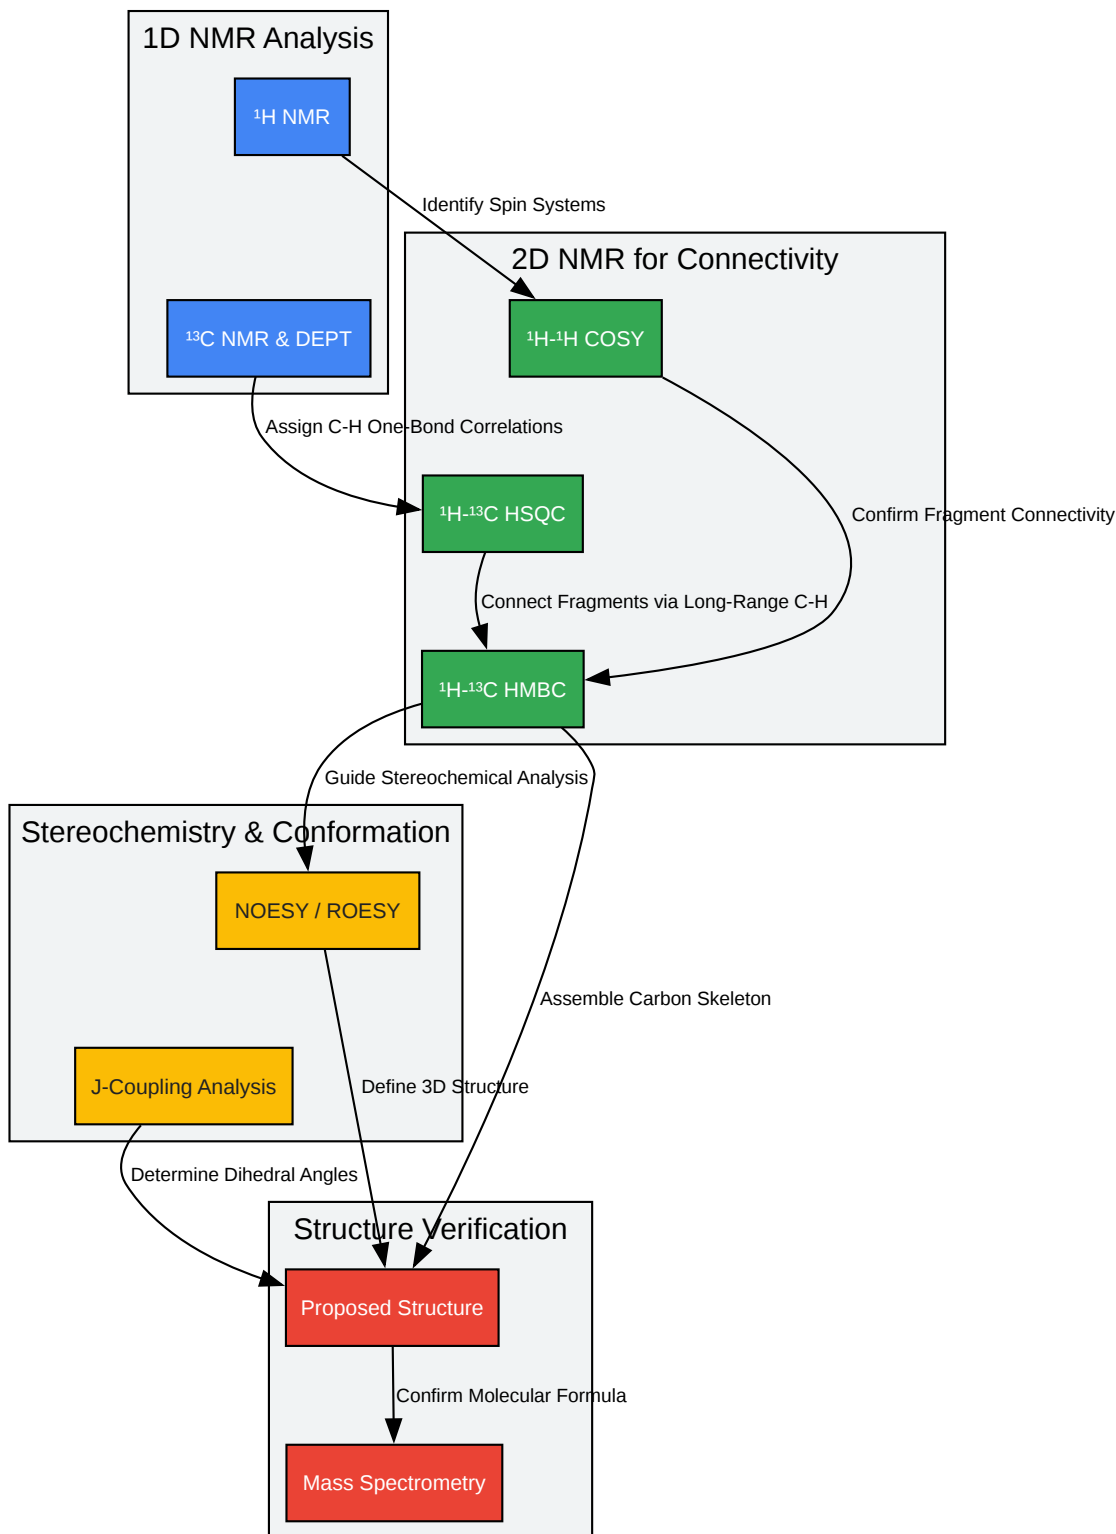 1D NMR Analysis
¹H NMR
Identify Spin Systems
2D NMR for Connectivity
¹³C NMR & DEPT
¹H-¹H COSY
Assign C-H One-Bond Correlations
¹H-¹³C HSQC
Confirm Fragment Connectivity
Connect Fragments via Long-Range C-H
¹H-¹³C HMBC
Guide Stereochemical Analysis
Stereochemistry & Conformation
NOESY / ROESY
Assemble Carbon Skeleton
J-Coupling Analysis
Define 3D Structure
Determine Dihedral Angles
Structure Verification
Proposed Structure
Confirm Molecular Formula
Mass Spectrometry